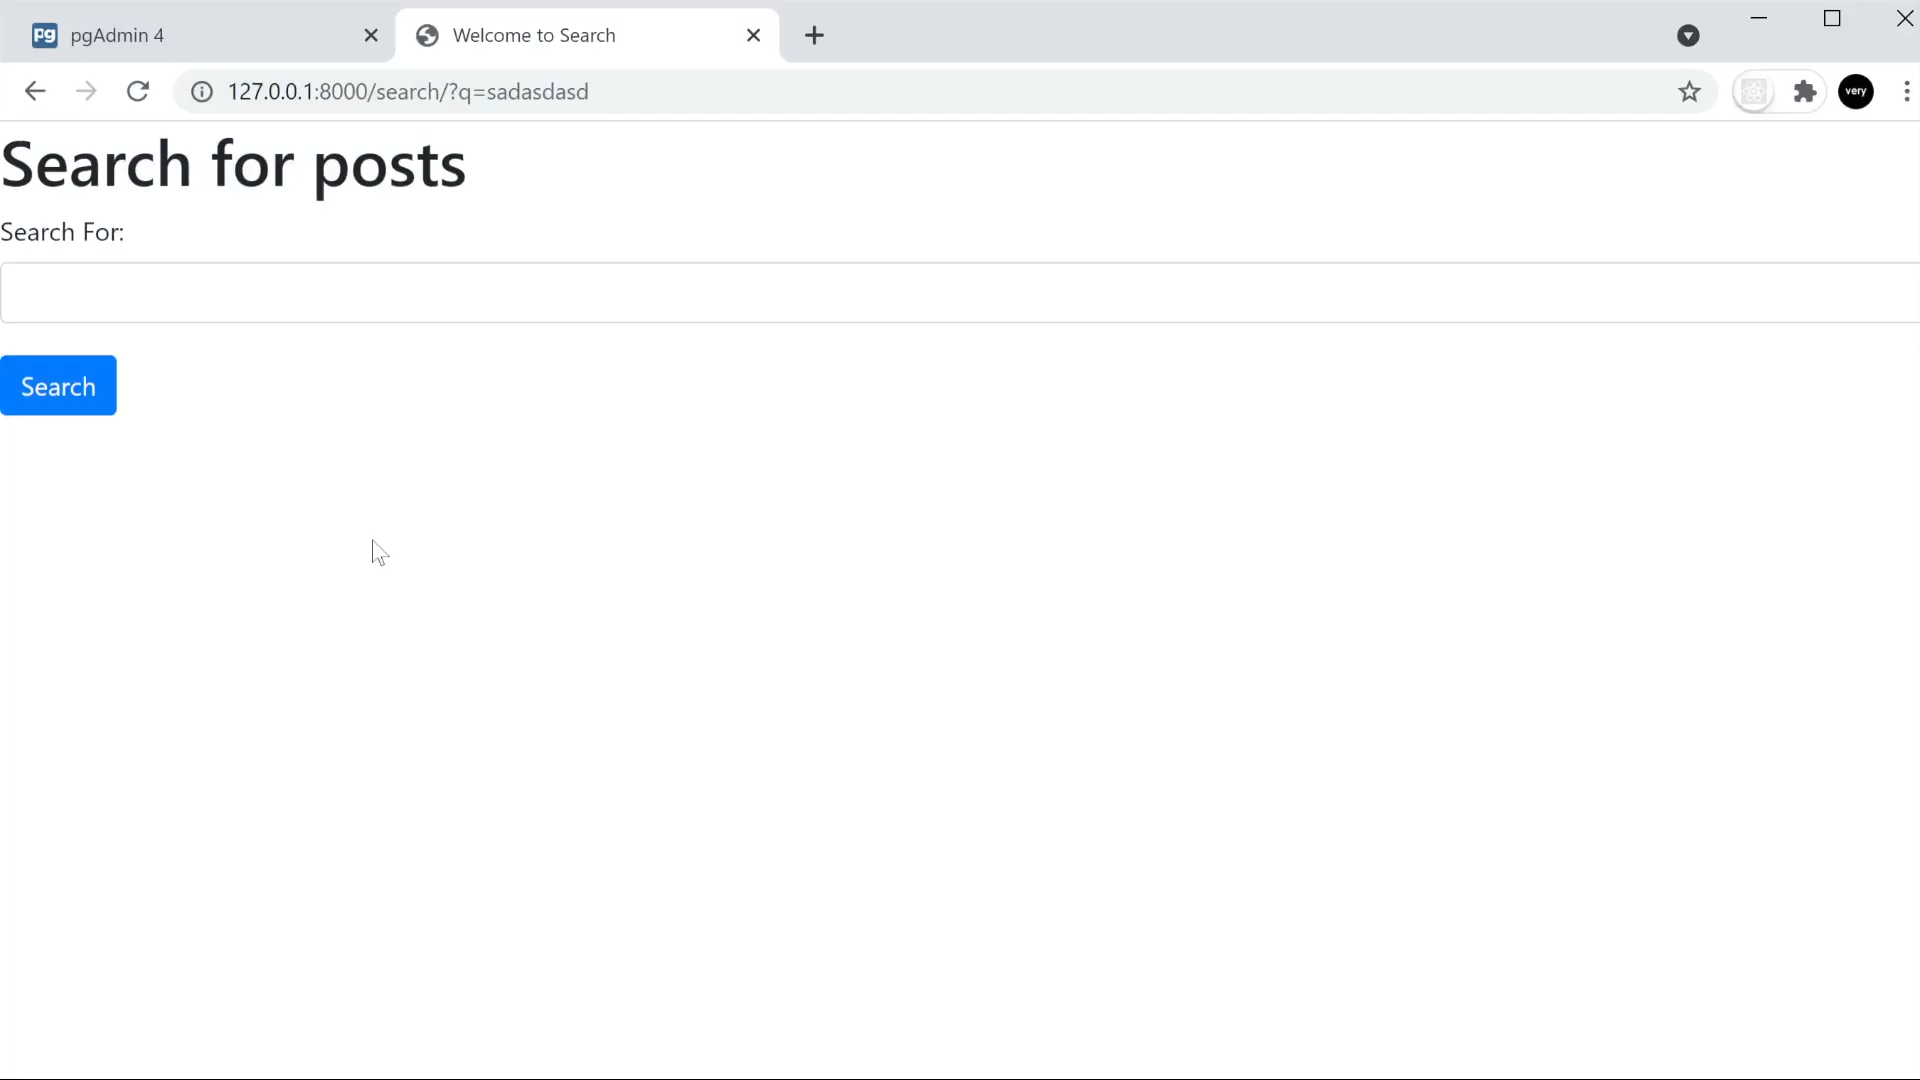 pg pgAdmin 4
Welcome to Search
127.0.0.1:8000/search/?q=sadasdasd
very
Search for posts
Search For:
Search